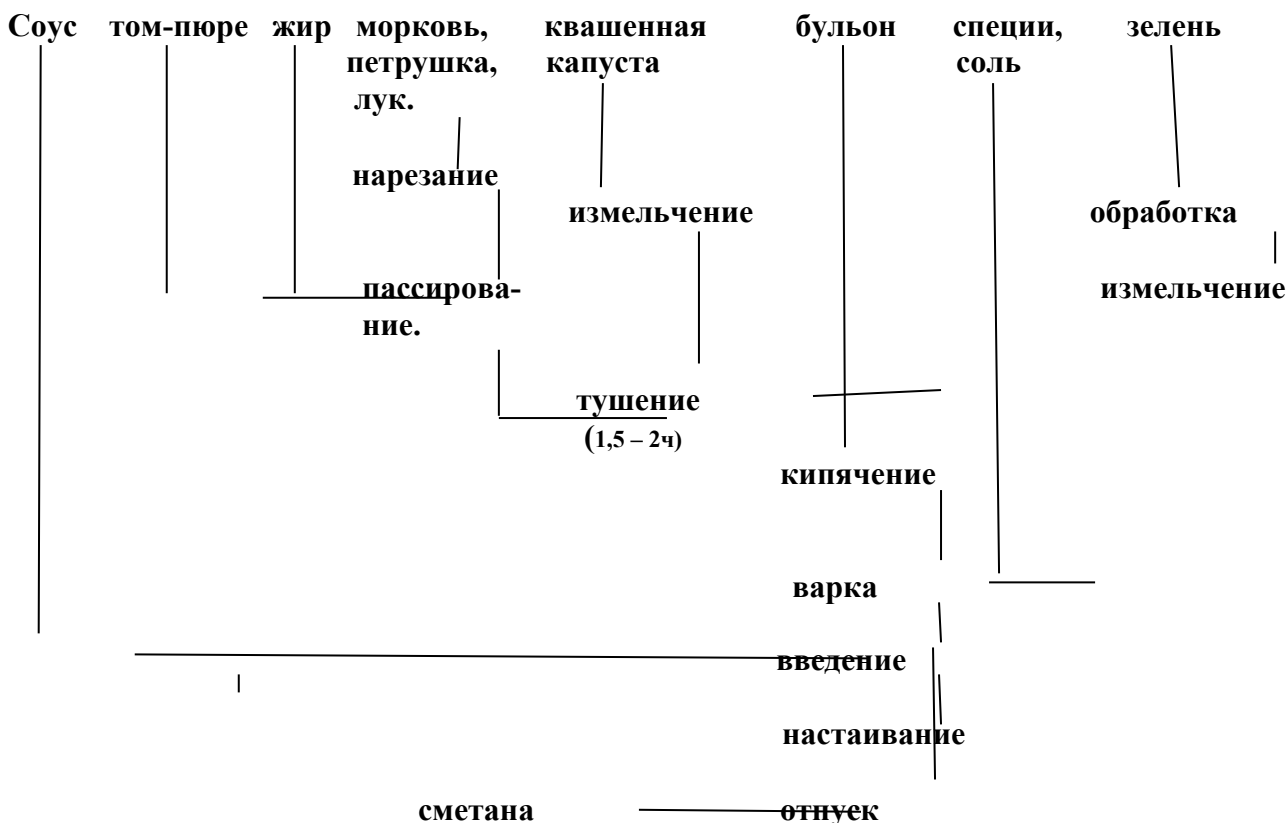 Соус том-пюре жир морковь, квашенная бульон специи, зелень
петрушка, капуста соль
лук.
нарезание
измельчение обработка
пассирова- измельчение
ние.
тушение
(1,5 – 2ч)
кипячение
варка
введение
настаивание
сметана отпуск